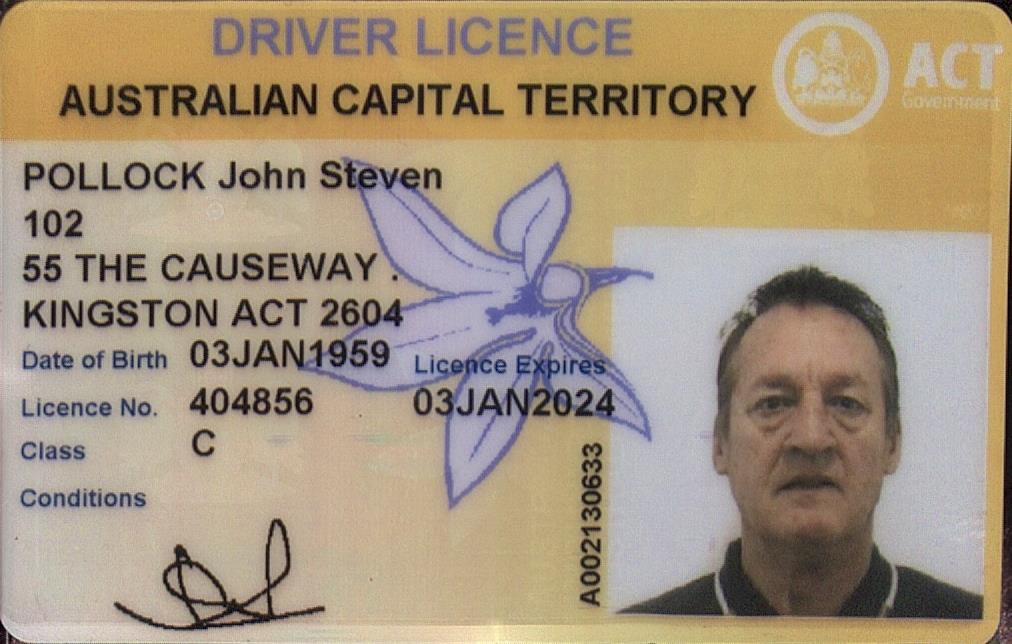 DRIVER LICENCE
AUSTRALIAN CAPITAL TERRITORY
ACT
Government
POLLOCK John Steven
102
55 THE CAUSEWAY .
KINGSTON ACT 2604
Date of Birth 03JAN1959
Licence Expires
Licence No. 404856 03JAN2024
Class C
Conditions
A002130633